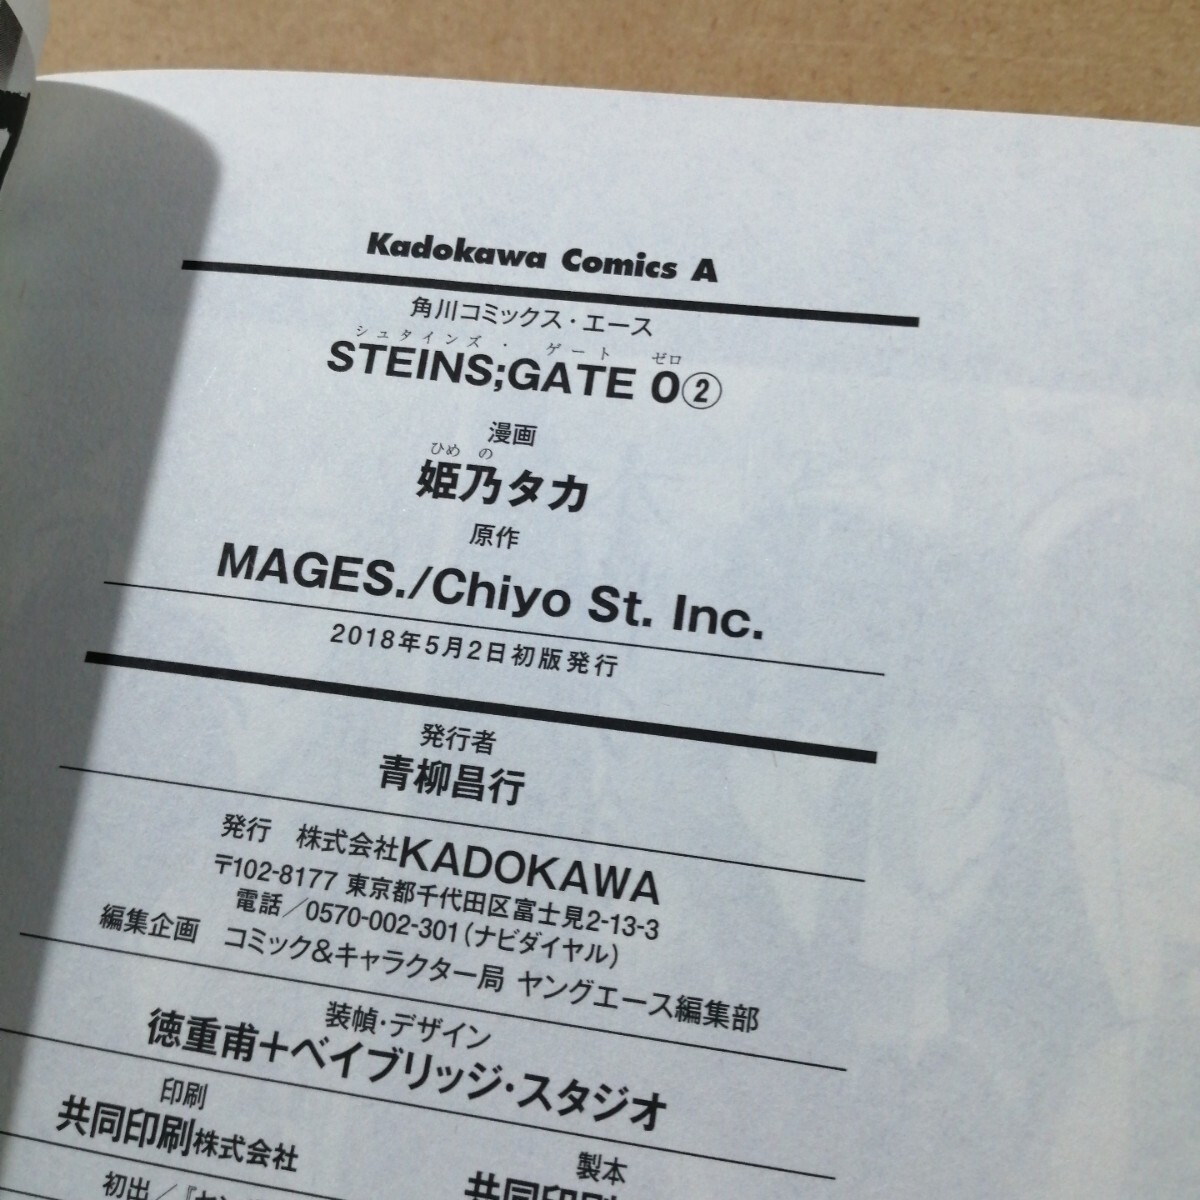 Kadokawa Comics A
角川コミックス・エース
シュタインズ・ ゲート ゼロ
STEINS;GATE 0②
漫画
ひめ の
姫乃タカ
原作
MAGES./Chiyo St. Inc.
2018年5月2日初版発行
発行者
青柳昌行
発行 株式会社KADOKAWA
〒102-8177 東京都千代田区富士見2-13-3
電話/0570-002-301(ナビダイヤル)
編集企画 コミック&キャラクター局 ヤングエース編集部
装幀・デザイン
徳重甫+ベイブリッジ・スタジオ
印刷
共同印刷株式会社
製本
共同印刷
初出/『ヤン